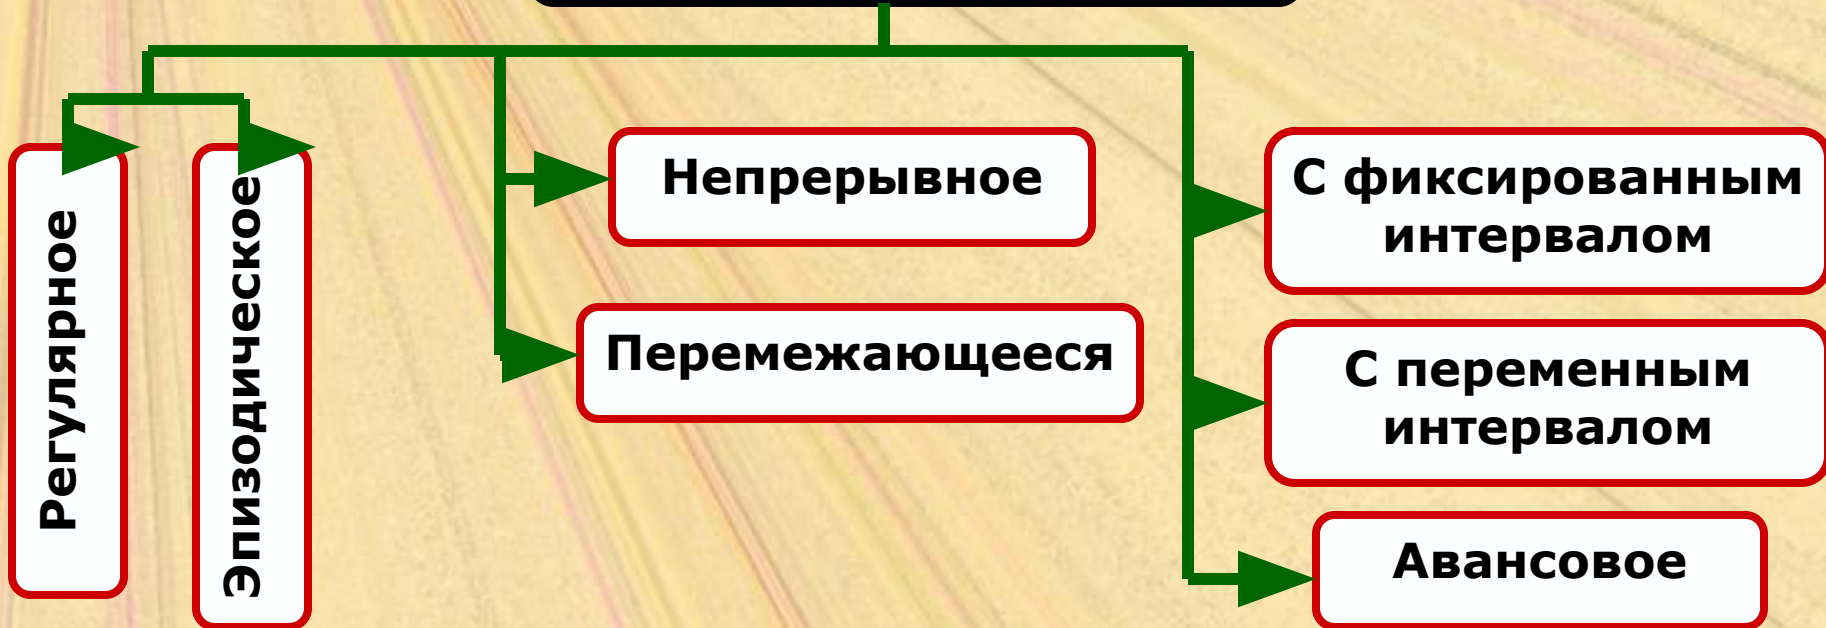 Регулярное
Эпизодическое
Непрерывное
Перемежающееся
С фиксированным
интервалом
С переменным
интервалом
Авансовое